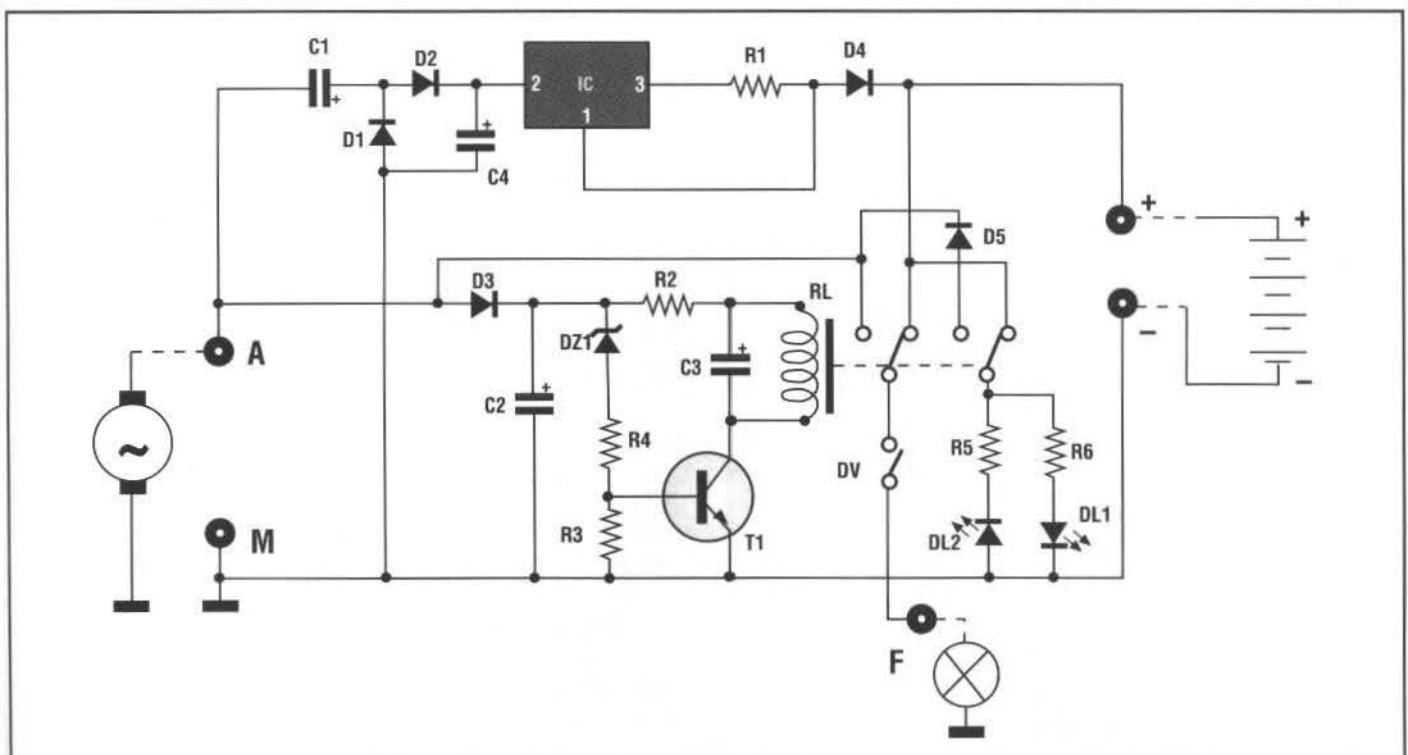 C1
D2
R1
D4
2 IC 3
1
D1
+
C4
+
+
D5
+
D3
R2
RL
-
A
DZ1
+
C3
-
+
C2
R4
R5
R6
DV
~
M
R3
T1
DL2
DL1
F
+